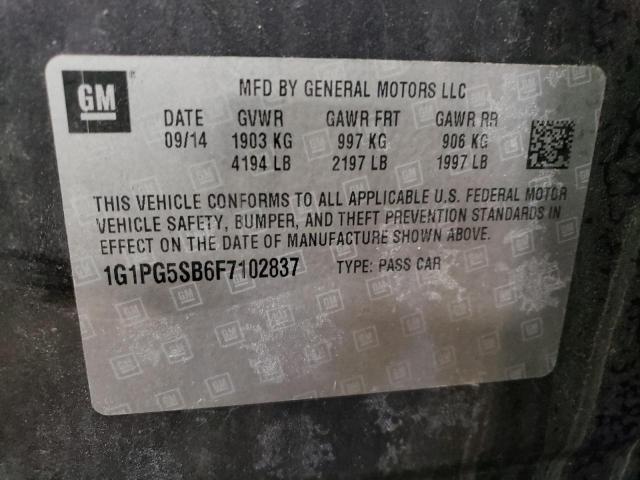 GM ®
MFD BY GENERAL MOTORS LLC
DATE GVWR GAWR FRT GAWR RR
09/14 1903 KG 997 KG 906 KG
4194 LB 2197 LB 1997 LB
THIS VEHICLE CONFORMS TO ALL APPLICABLE U.S. FEDERAL MOTOR
VEHICLE SAFETY, BUMPER, AND THEFT PREVENTION STANDARDS IN
EFFECT ON THE DATE OF MANUFACTURE SHOWN ABOVE.
1G1PG5SB6F7102837 TYPE: PASS CAR